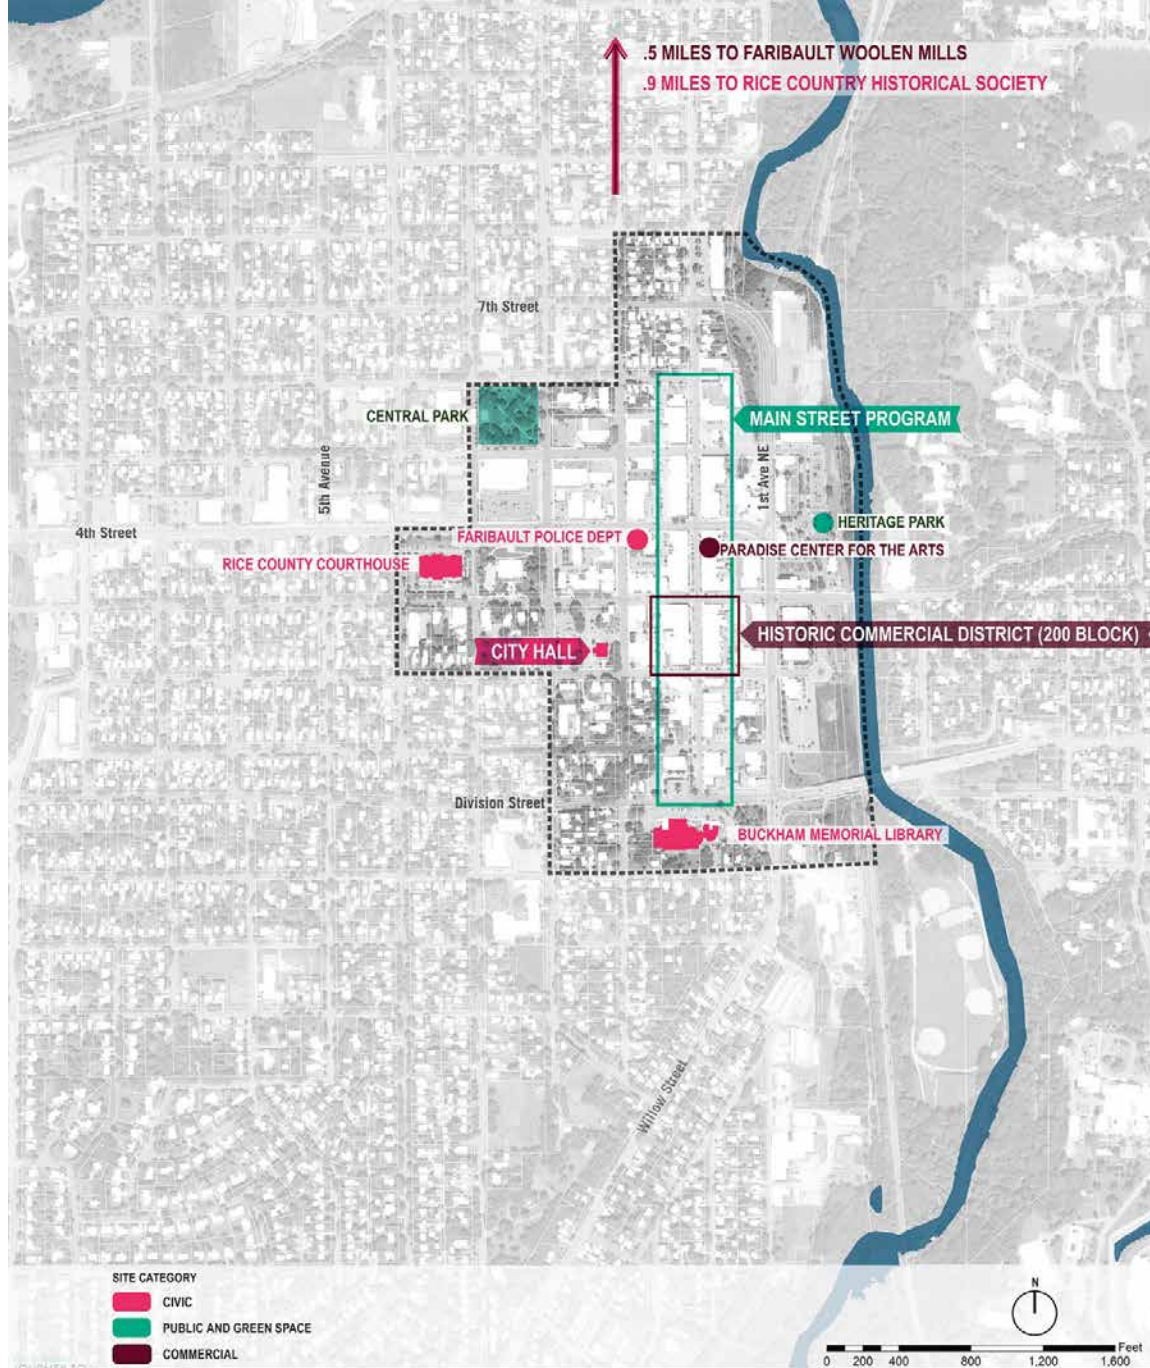 .5 MILES TO FARIBAULT WOOLEN MILLS
.9 MILES TO RICE COUNTRY HISTORICAL SOCIETY
7th Street
CENTRAL PARK
MAIN STREET PROGRAM
5th Avenue
1st Ave NE
4th Street
HERITAGE PARK
FARIBAULT POLICE DEPT
PARADISE CENTER FOR THE ARTS
RICE COUNTY COURTHOUSE
HISTORIC COMMERCIAL DISTRICT (200 BLOCK)
CITY HALL
Division Street
BUCKHAM MEMORIAL LIBRARY
Willow Street
SITE CATEGORY
CIVIC
PUBLIC AND GREEN SPACE
COMMERCIAL
N
Feet
0 200 400 800 1,200 1,600